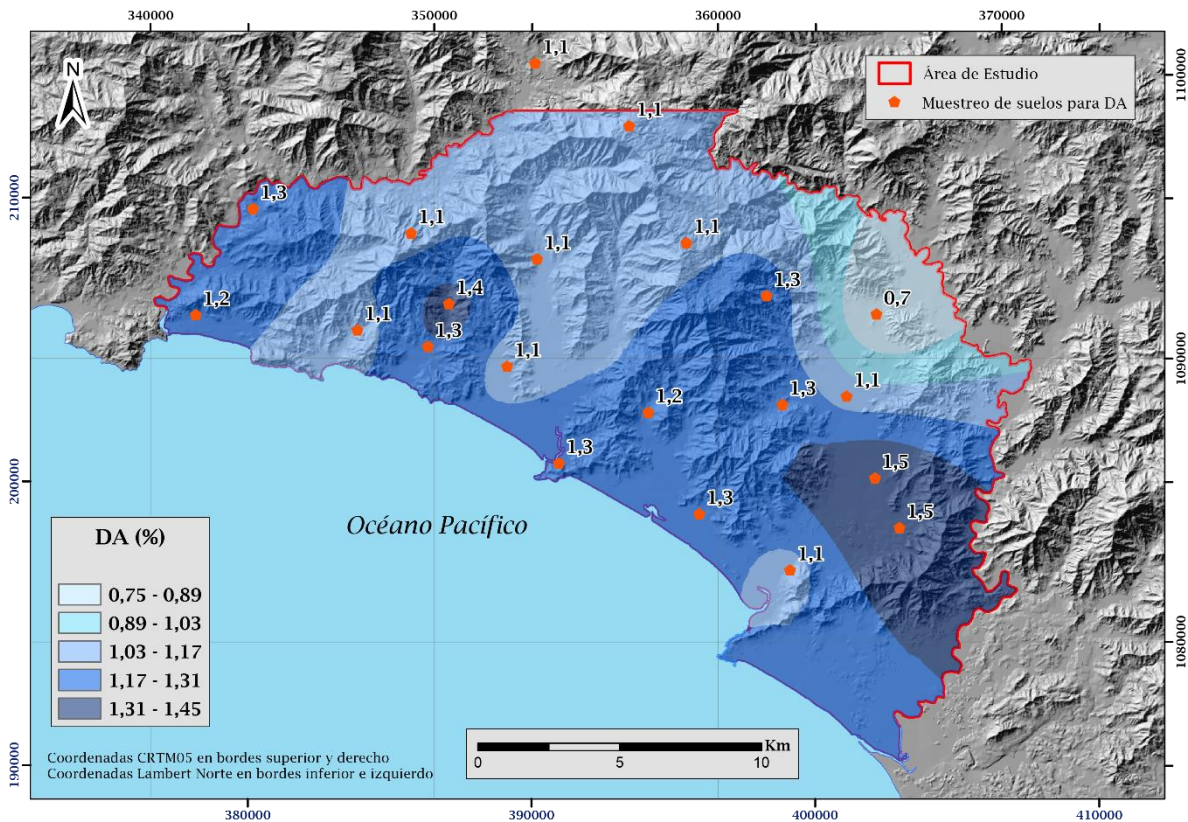 340000
350000
360000
370000
N
1,1
Área de Estudio
Muestreo de suelos para DA
1100000
1,1
210000
1,3
1,1
1,1
1,1
1,2
1,4
1,3
0,7
1,1
1,3
1,1
1090000
1,2
1,3
1,1
1,3
1,5
200000
1,3
1,5
Océano Pacífico
1,1
DA (%)
0,75 - 0,89
0,89 - 1,03
1,03 - 1,17
1,17 - 1,31
1,31 - 1,45
1080000
Km
0
5
10
Coordenadas CRTM05 en bordes superior y derecho
Coordenadas Lambert Norte en bordes inferior e izquierdo
190000
380000
390000
400000
410000